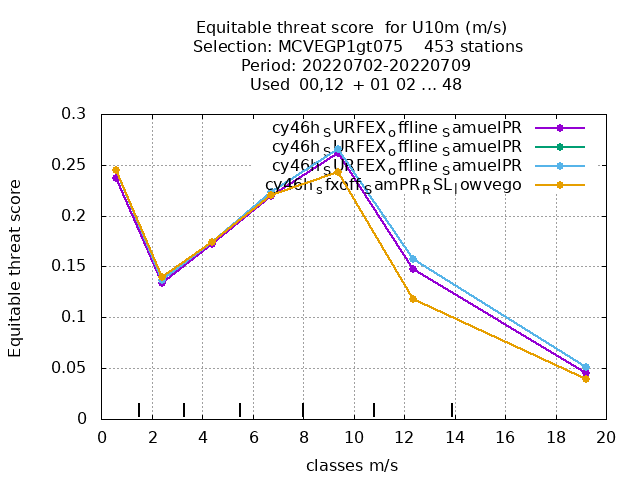 Equitable threat score  for U10m (m/s)
Selection: MCVEGP1gt075    453 stations
Period: 20220702-20220709
Used  00,12  + 01 02 ... 48
cy46h_SURFEX_offline_SamuelPR
cy46h_SURFEX_offline_SamuelPR
cy46h_SURFEX_offline_SamuelPR
cy46h_sfxoff_SamPR_RSL_lowvego
Equitable threat score
0.3
0.25
0.2
0.15
0.1
0.05
0
0 2 4 6 8 10 12 14 16 18 20
classes m/s